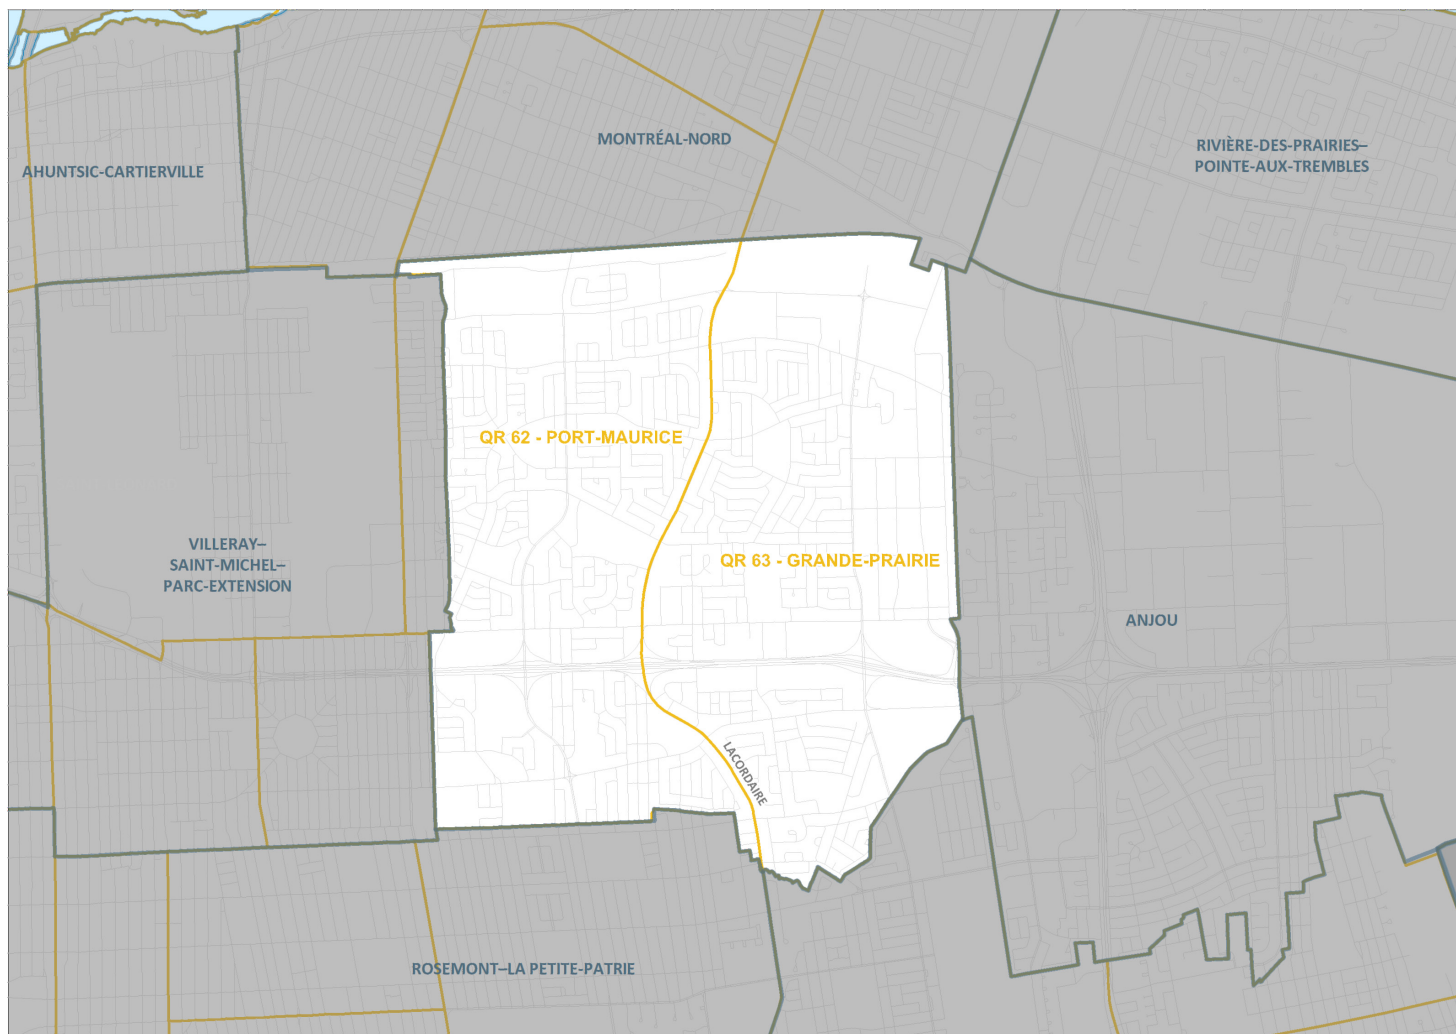 MONTRÉAL-NORD
AHUNTSIC-CARTIERVILLE
RIVIÈRE-DES-PRAIRIES–
POINTE-AUX-TREMBLES
QR 62 - PORT-MAURICE
VILLERAY–
SAINT-MICHEL–
PARC-EXTENSION
QR 63 - GRANDE-PRAIRIE
ANJOU
LACORDAIRE
ROSEMONT–LA PETITE-PATRIE